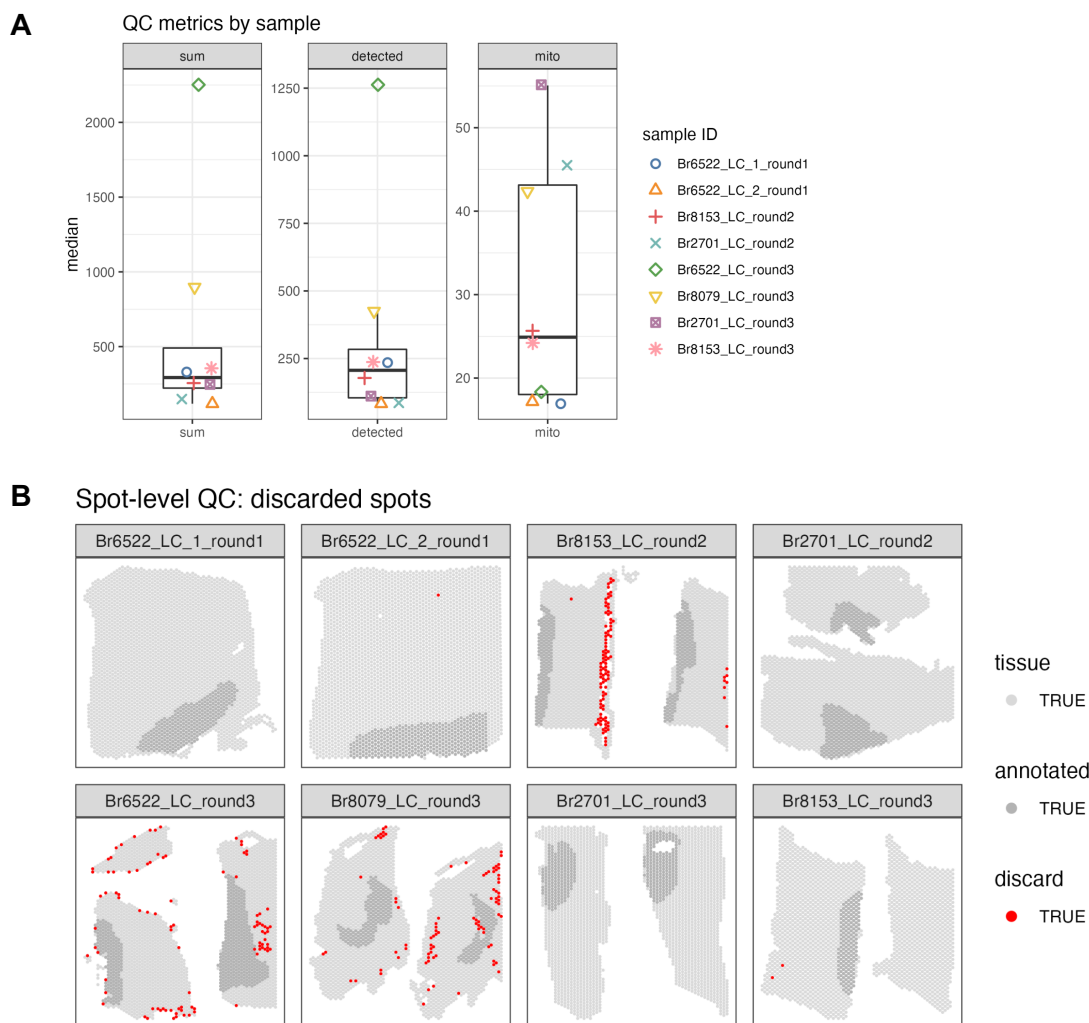 A
QC metrics by sample
sum
detected
mito
median
2000
1500
1000
500
1250
1000
750
500
250
50
40
30
20
sum
detected
mito
sample ID
Br6522_LC_1_round1
Br6522_LC_2_round1
Br8153_LC_round2
Br2701_LC_round2
Br6522_LC_round3
Br8079_LC_round3
Br2701_LC_round3
Br8153_LC_round3
B
Spot-level QC: discarded spots
Br6522_LC_1_round1
Br6522_LC_2_round1
Br8153_LC_round2
Br2701_LC_round2
Br6522_LC_round3
Br8079_LC_round3
Br2701_LC_round3
Br8153_LC_round3
tissue
TRUE
annotated
TRUE
discard
TRUE